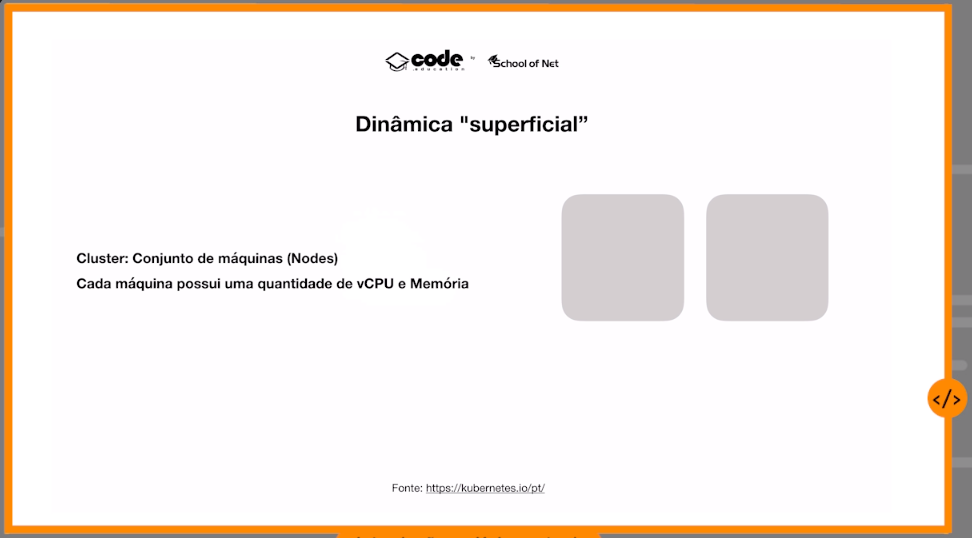 code
.education
by
School of Net
Dinâmica "superficial”
Cluster: Conjunto de máquinas (Nodes)
Cada máquina possui uma quantidade de vCPU e Memória
</>
Fonte: https://kubernetes.io/pt/